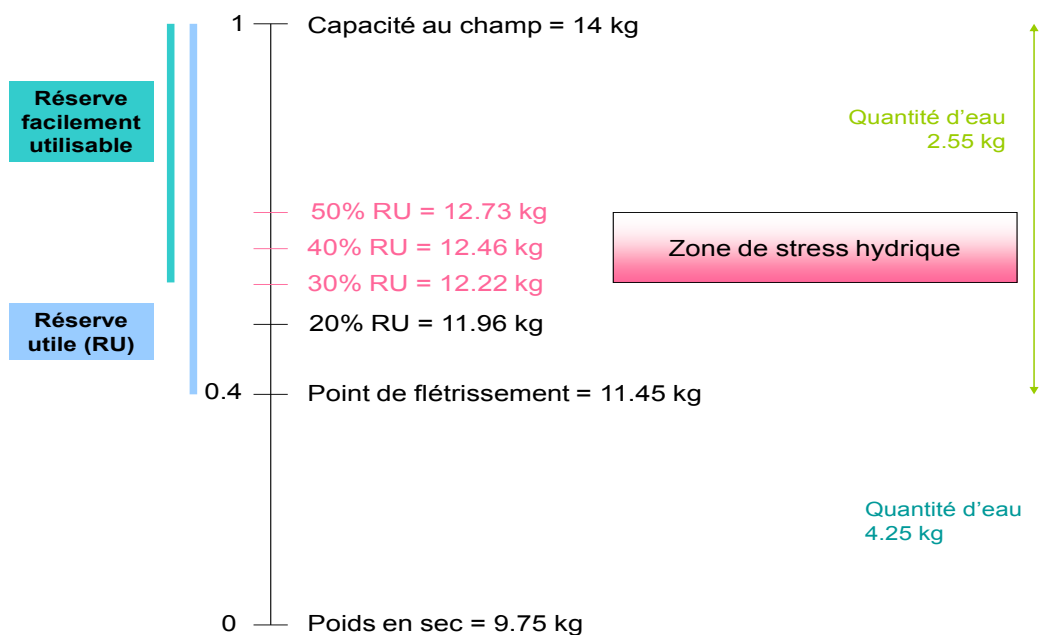 1
Capacité au champ = 14 kg
Réserve
facilement
utilisable
Quantité d’eau
2.55 kg
50% RU = 12.73 kg
40% RU = 12.46 kg
Zone de stress hydrique
30% RU = 12.22 kg
Réserve
utile (RU)
20% RU = 11.96 kg
0.4
Point de flétrissement = 11.45 kg
Quantité d’eau
4.25 kg
0
Poids en sec = 9.75 kg